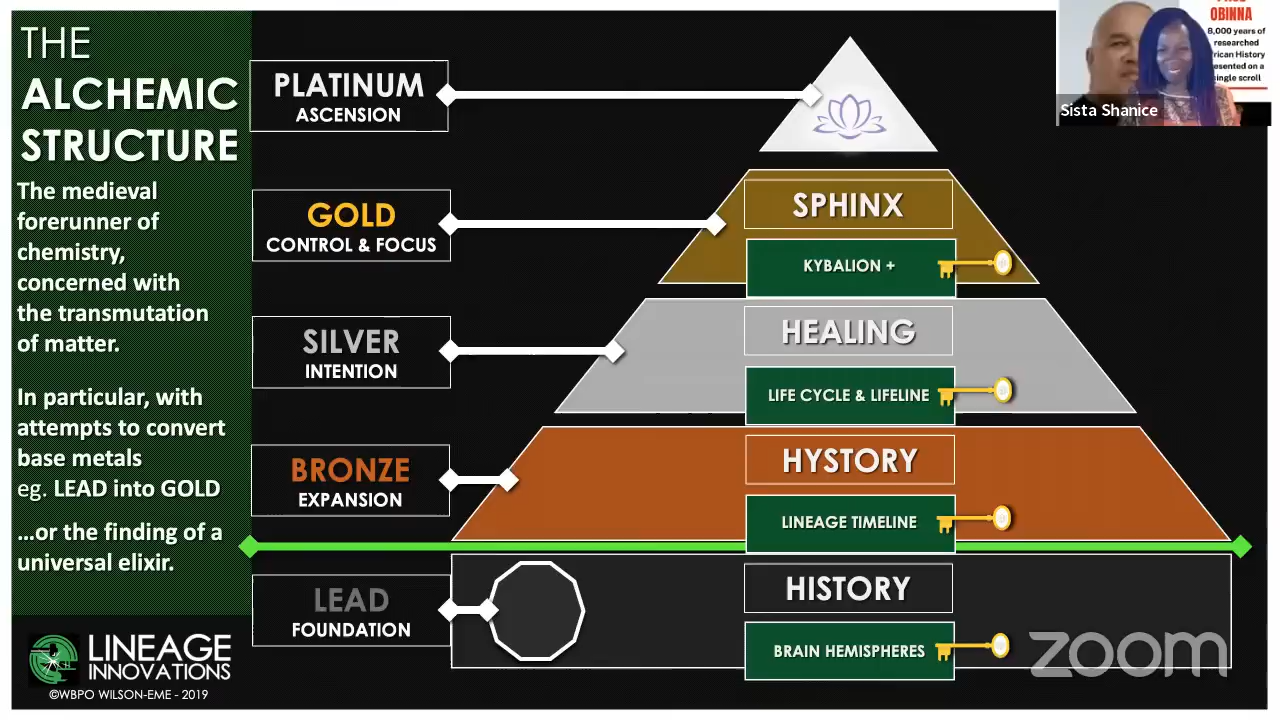 THE
ALCHEMIC
STRUCTURE
The medieval
forerunner of
chemistry,
concerned with
the transmutation
of matter.
In particular, with
attempts to convert
base metals
eg. LEAD into GOLD
...or the finding of a
universal elixir.
LINEAGE
INNOVATIONS
©WBPO WILSON-EME - 2019
PLATINUM
ASCENSION
GOLD
CONTROL & FOCUS
SILVER
INTENTION
BRONZE
EXPANSION
LEAD
FOUNDATION
SPHINX
KYBALION +
HEALING
LIFE CYCLE & LIFELINE
HYSTORY
LINEAGE TIMELINE
HISTORY
BRAIN HEMISPHERES
OBINNA
8,000 years of
researched
rican History
esented on a
ingle scroll
Sista Shanice
zoom